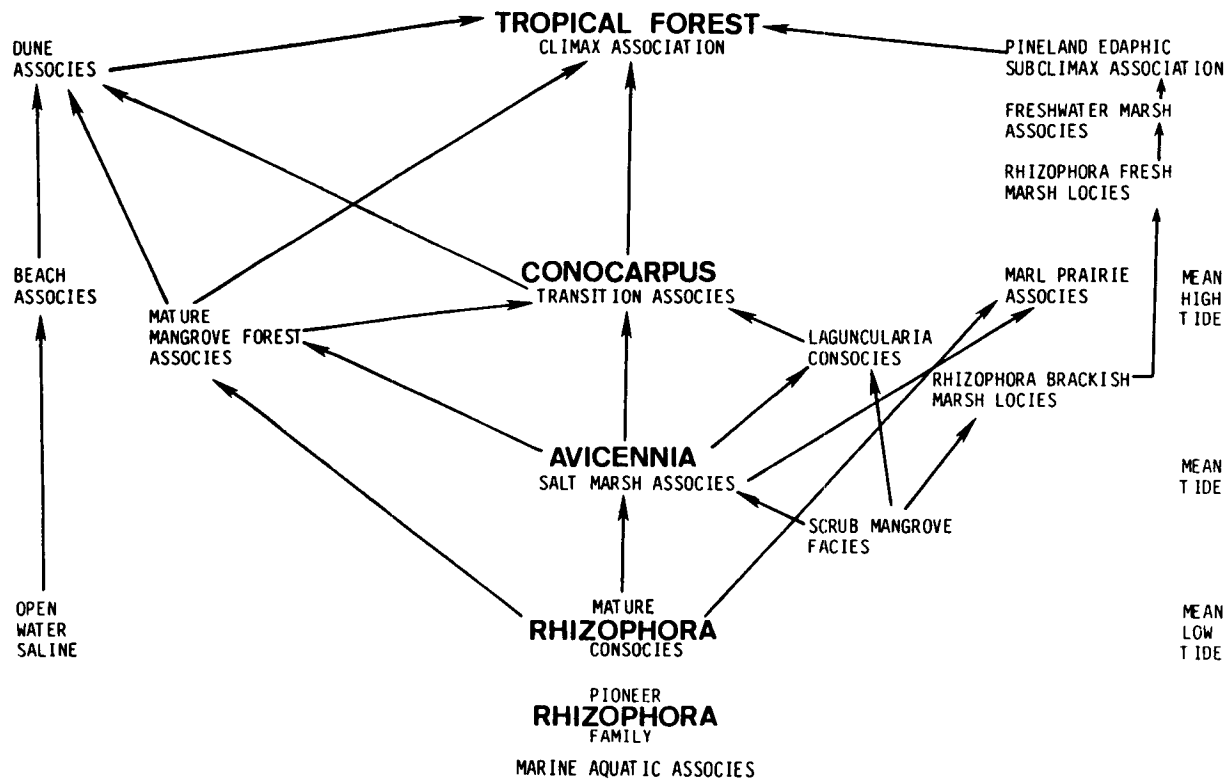 TROPICAL FOREST
CLIMAX ASSOCIATION
DUNE
ASSOCIES
PINELAND EDAPHIC
SUBCLIMAX ASSOCIATION
FRESHWATER MARSH
ASSOCIES
RHIZOPHORA FRESH
MARSH LOCIES
BEACH
ASSOCIES
MATURE
MANGROVE FOREST
ASSOCIES
CONOCARPUS
TRANSITION ASSOCIES
MARL PRAIRIE
ASSOCIES
MEAN
HIGH
TIDE
LAGUNCULARIA
CONSOCIES
RHIZOPHORA BRACKISH
MARSH LOCIES
AVICENNIA
SALT MARSH ASSOCIES
MEAN
TIDE
SCRUB MANGROVE
FACIES
OPEN
WATER
SALINE
MATURE
RHIZOPHORA
CONSOCIES
MEAN
LOW
TIDE
PIONEER
RHIZOPHORA
FAMILY
MARINE AQUATIC ASSOCIES